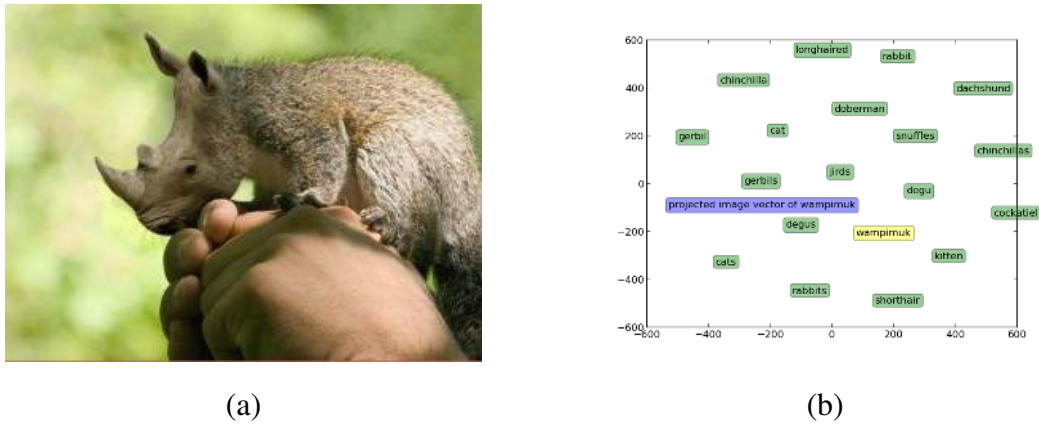 600
longhaired
rabbit
chinchilla
dachshund
400
doberman
cat
200
gerbil
snuffles
chinchillas
jirds
gerbils
0
degu
projected image vector of wampimuk
cockatiel
degus
−200
wampimuk
cats
kitten
−400
rabbits
shorthair
−600
−600 −400 −200 0 200 400 600
(a) (b)